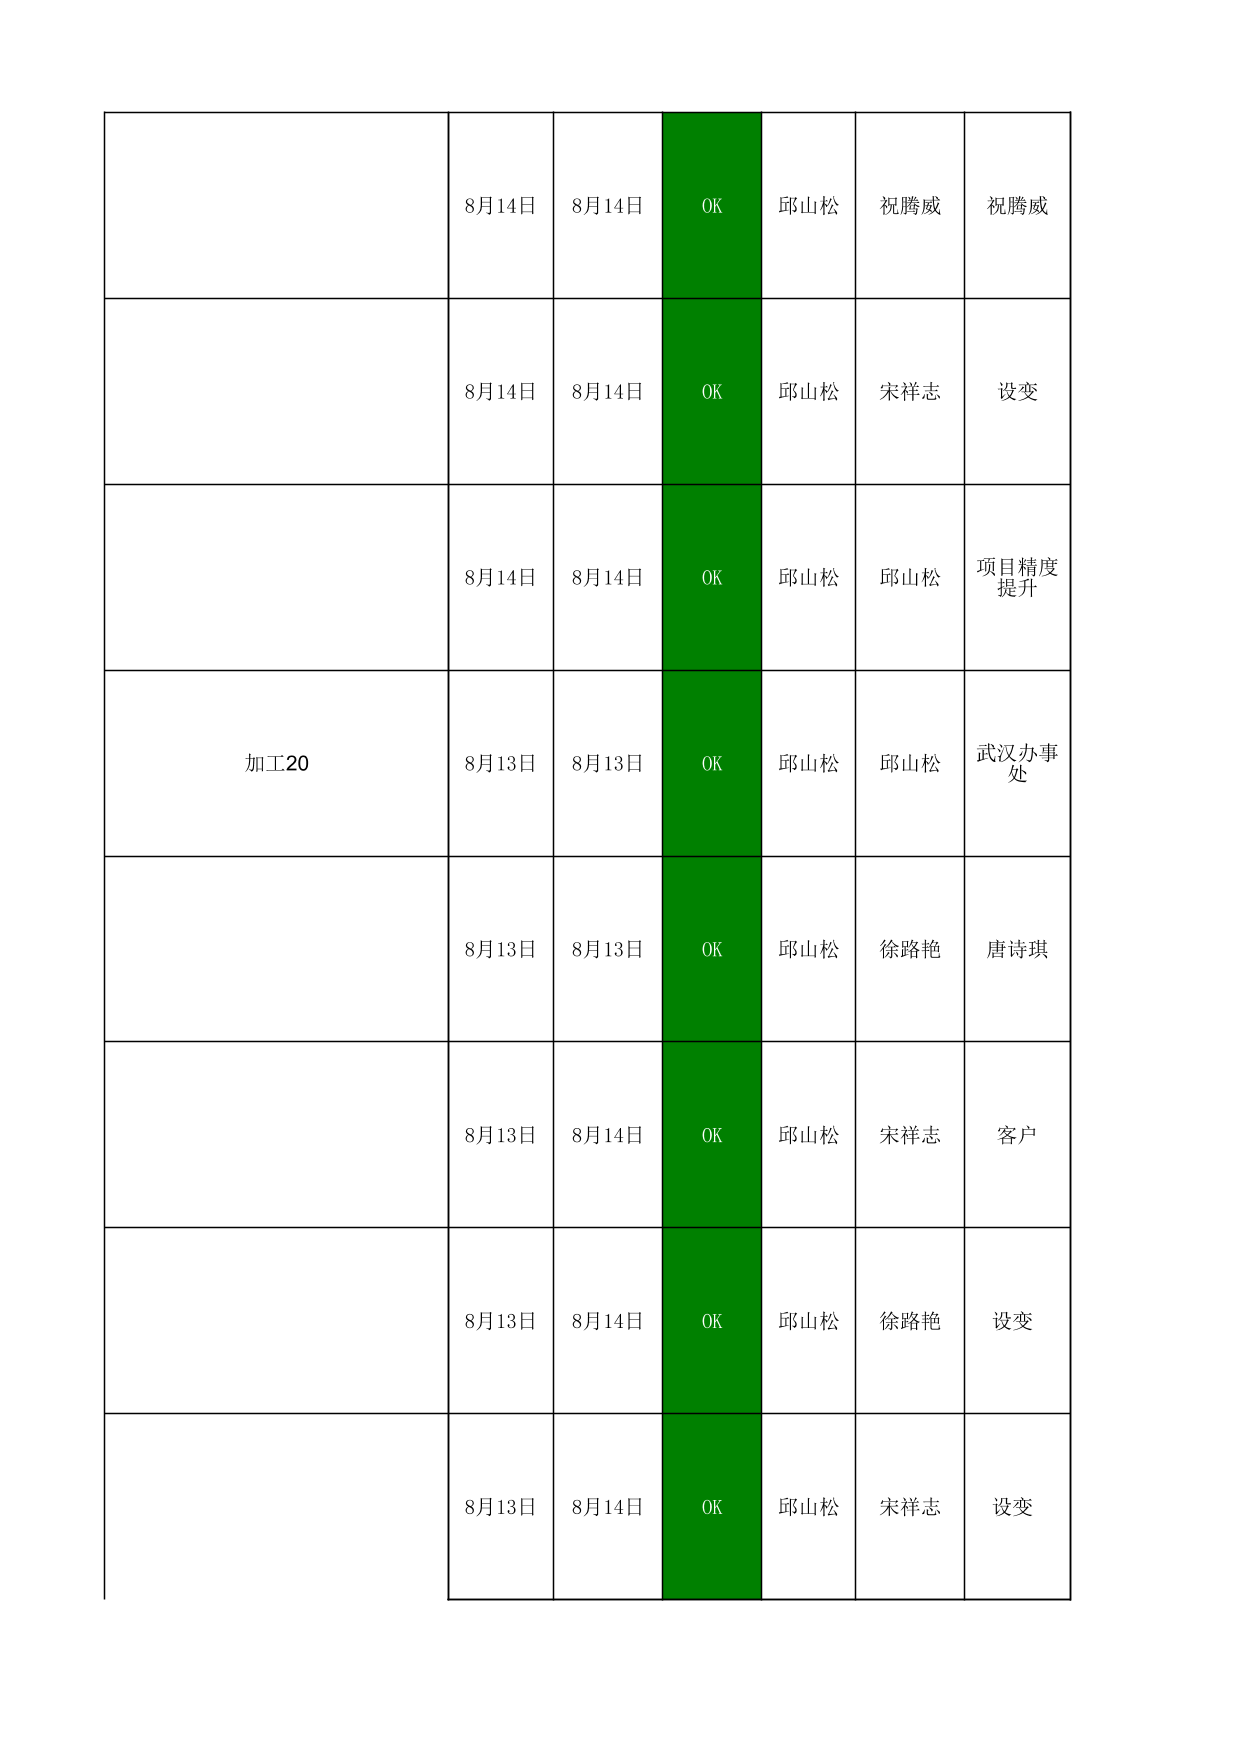 8月14日 8月14日 OK 邱山松 祝腾威 祝腾威
8月14日 8月14日 OK 邱山松 宋祥志 设变
8月14日 8月14日 OK 邱山松 邱山松 项目精度
提升
加工20 8月13日 8月13日 OK 邱山松 邱山松 武汉办事
处
8月13日 8月13日 OK 邱山松 徐路艳 唐诗琪
8月13日 8月14日 OK 邱山松 宋祥志 客户
8月13日 8月14日 OK 邱山松 徐路艳 设变
8月13日 8月14日 OK 邱山松 宋祥志 设变